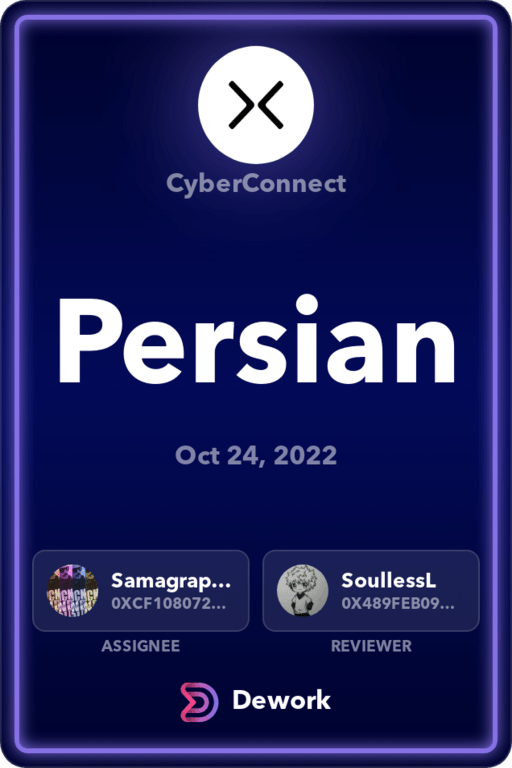 CyberConnect
Persian
Oct 24, 2022
Samagrap...
0XCF108072...
ASSIGNEE
SoullessL
0X489FEB09...
REVIEWER
Dework